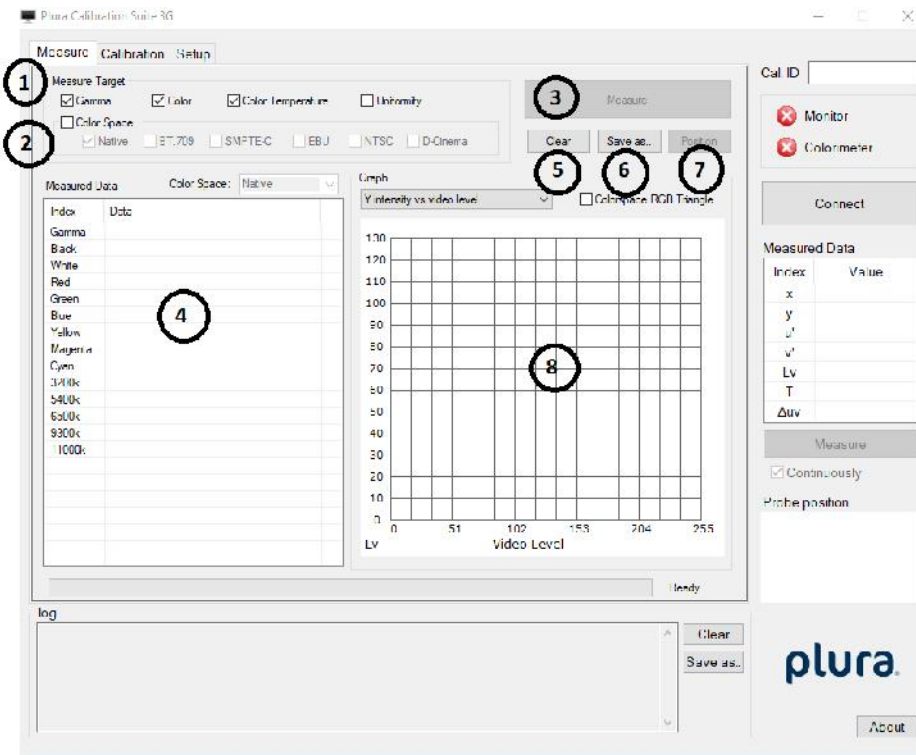 Plura Calibration Suite 3G
Measure Calibration Setup
1
Measure Target
Gamma Color Color Temperature Uniformity
2
Color Space
Native BT.709 SMPTE-C EBU NTSC D-Cinema
3
Measure
Clear Save as.. Position
5 6 7
Measured Data Color Space: Native
Index Data
Gamma
Black
White
Red
Green
Blue
Yellow
Magenta
Cyan
3200k
5400k
6500k
9300k
11000k
4
Graph
Y intensity vs video level Colorspace RGB Triangle
130
120
110
100
90
80
70
60
50
40
30
20
10
0
8
0 51 102 153 204 255
Lv Video Level
Ready
log
Clear
Save as..
Cal. ID
Monitor
Colorimeter
Connect
Measured Data
Index Value
x
y
u'
v'
Lv
T
Δuv
Measure
Continuously
Probe position
plura.
About